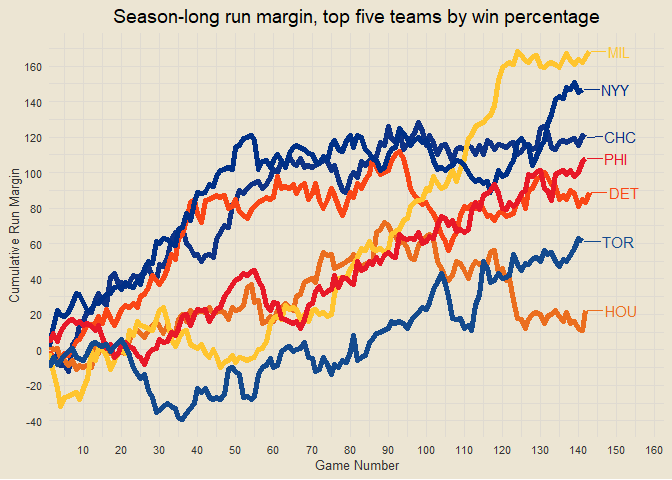 Season-long run margin, top five teams by win percentage
Cumulative Run Margin
160
140
120
100
80
60
40
20
0
-20
-40
MIL
NYY
CHC
PHI
DET
TOR
HOU
10 20 30 40 50 60 70 80 90 100 110 120 130 140 150 160
Game Number